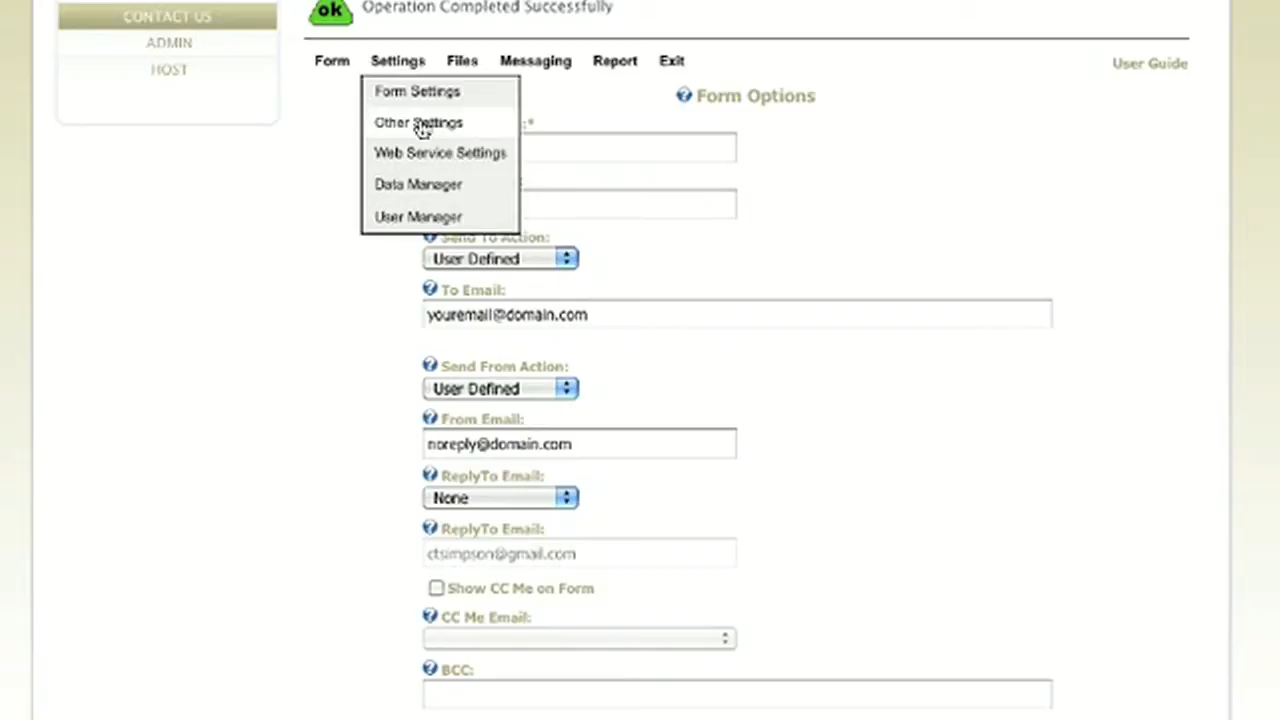 ok Operation Completed Successfully
CONTACT US
ADMIN
HOST
Form Settings Files Messaging Report Exit
User Guide
Form Settings
Other Settings
Web Service Settings
Data Manager
User Manager
Form Options
:*
Send To Action:
User Defined
To Email:
youremail@domain.com
Send From Action:
User Defined
From Email:
noreply@domain.com
ReplyTo Email:
None
ReplyTo Email:
ctsimpson@gmail.com
Show CC Me on Form
CC Me Email:
BCC: